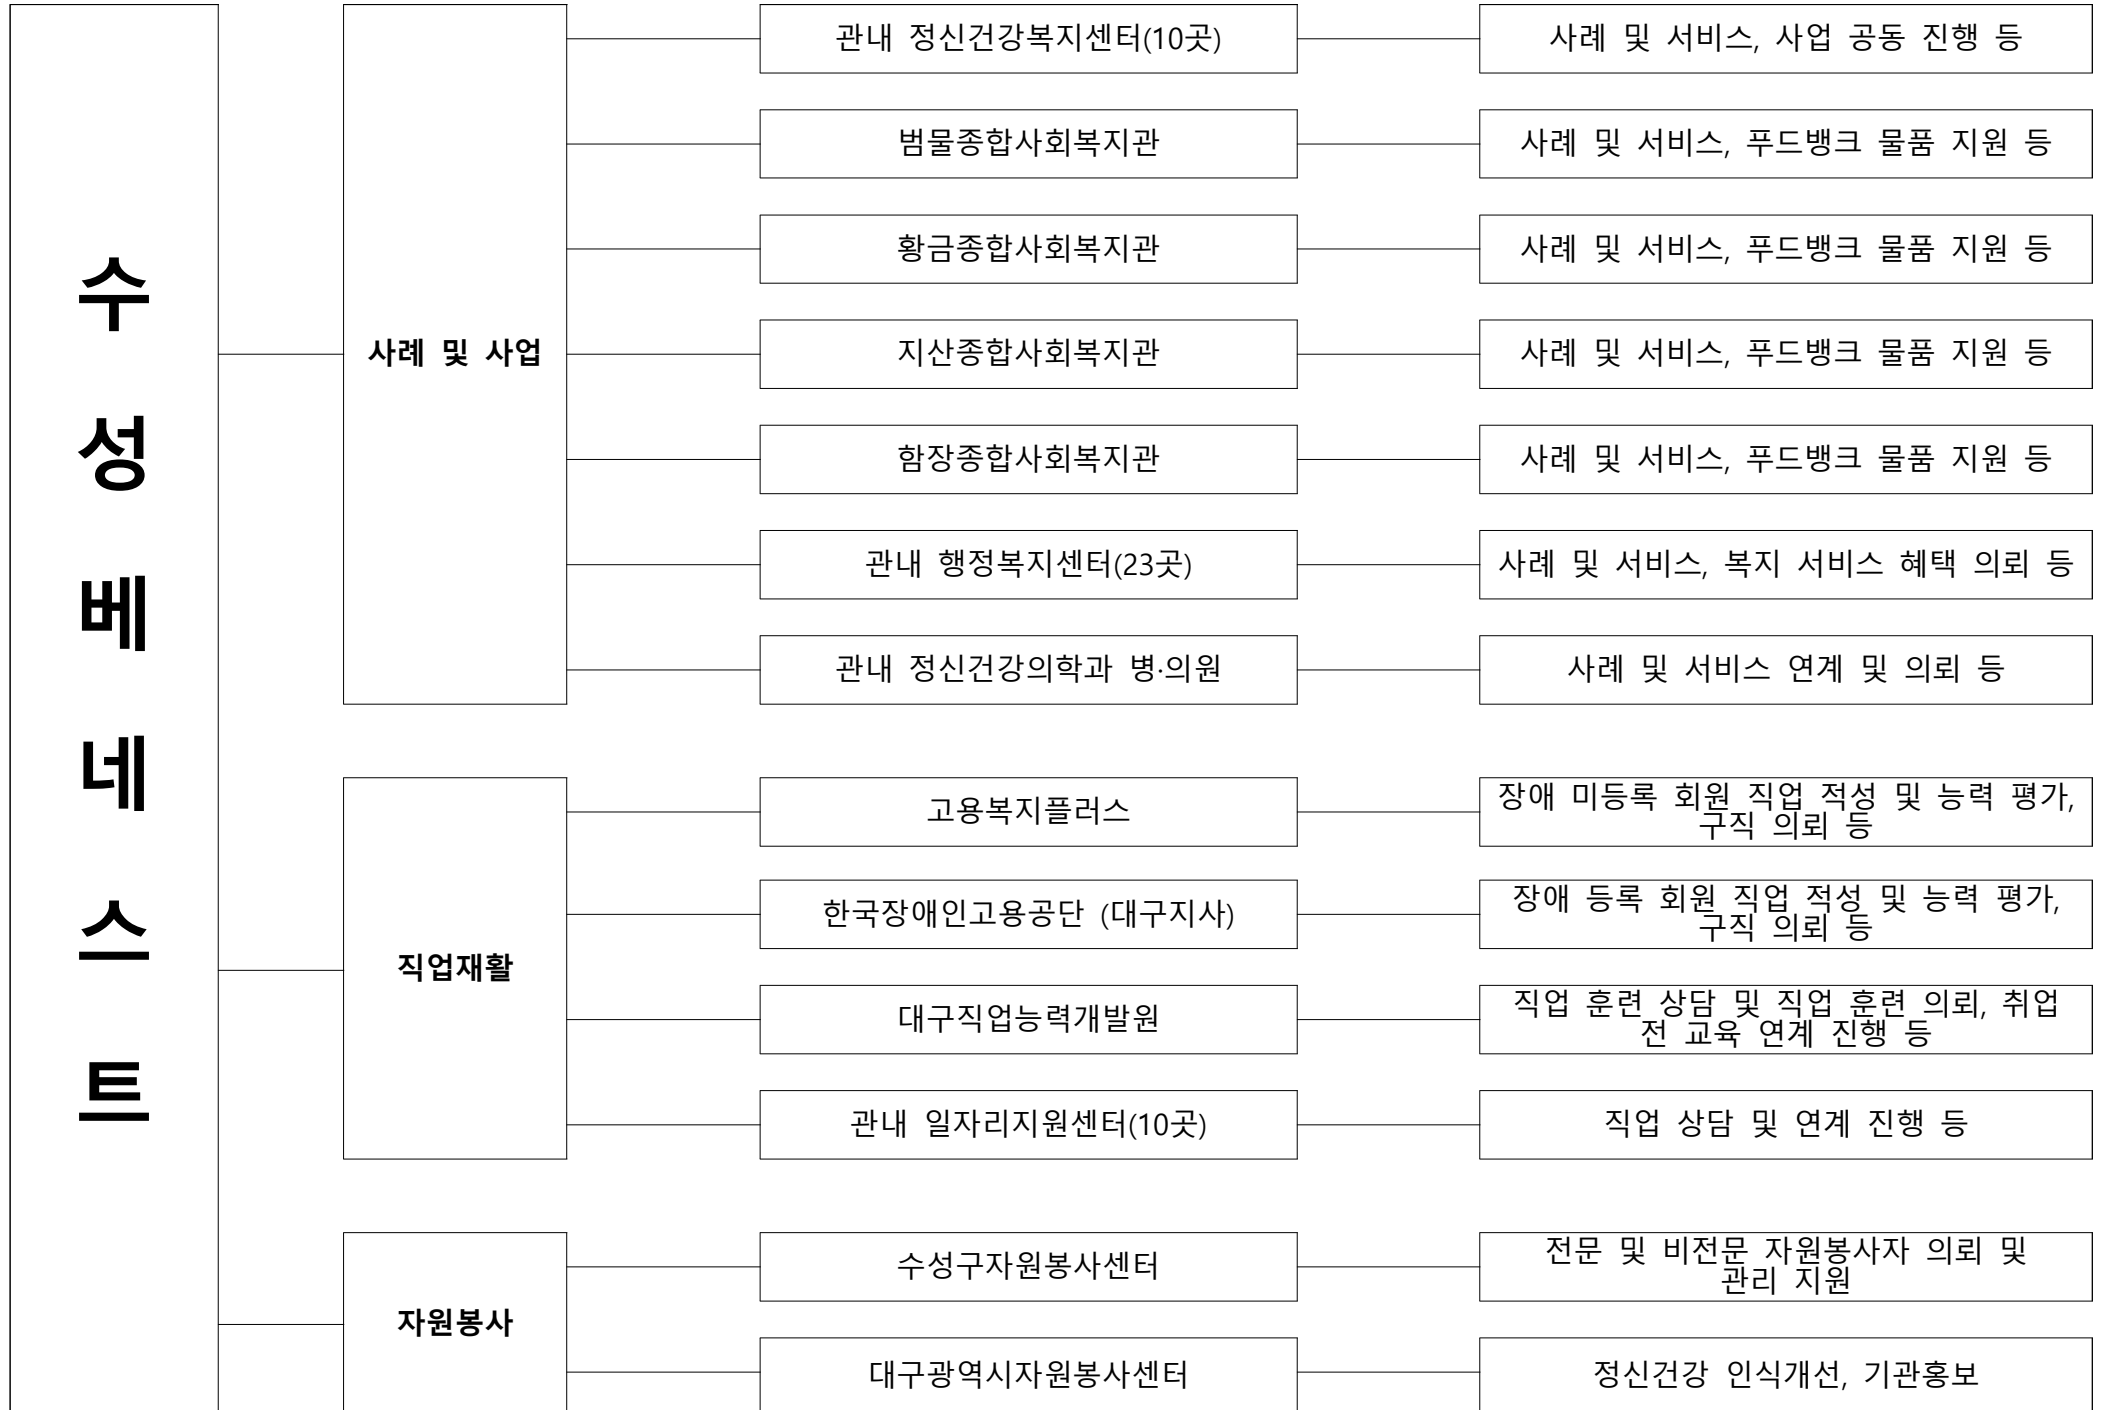 수
성
베
네
스
트
사례 및 사업
관내 정신건강복지센터(10곳)
사례 및 서비스, 사업 공동 진행 등
범물종합사회복지관
사례 및 서비스, 푸드뱅크 물품 지원 등
황금종합사회복지관
사례 및 서비스, 푸드뱅크 물품 지원 등
지산종합사회복지관
사례 및 서비스, 푸드뱅크 물품 지원 등
함장종합사회복지관
사례 및 서비스, 푸드뱅크 물품 지원 등
관내 행정복지센터(23곳)
사례 및 서비스, 복지 서비스 혜택 의뢰 등
관내 정신건강의학과 병·의원
사례 및 서비스 연계 및 의뢰 등
직업재활
고용복지플러스
장애 미등록 회원 직업 적성 및 능력 평가,
구직 의뢰 등
한국장애인고용공단 (대구지사)
장애 등록 회원 직업 적성 및 능력 평가,
구직 의뢰 등
대구직업능력개발원
직업 훈련 상담 및 직업 훈련 의뢰, 취업
전 교육 연계 진행 등
관내 일자리지원센터(10곳)
직업 상담 및 연계 진행 등
자원봉사
수성구자원봉사센터
전문 및 비전문 자원봉사자 의뢰 및
관리 지원
대구광역시자원봉사센터
정신건강 인식개선, 기관홍보